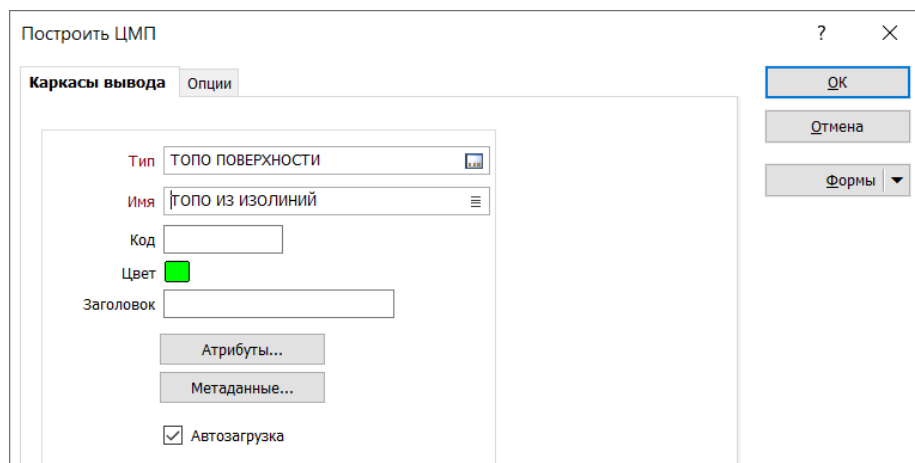 Построить ЦМП ?
Каркасы вывода Опции
ОК
Отмена
Формы
Тип ТОПО ПОВЕРХНОСТИ
Имя ТОПО ИЗ ИЗОЛИНИЙ
Код
Цвет
Заголовок
Атрибуты...
Метаданные...
Автозагрузка